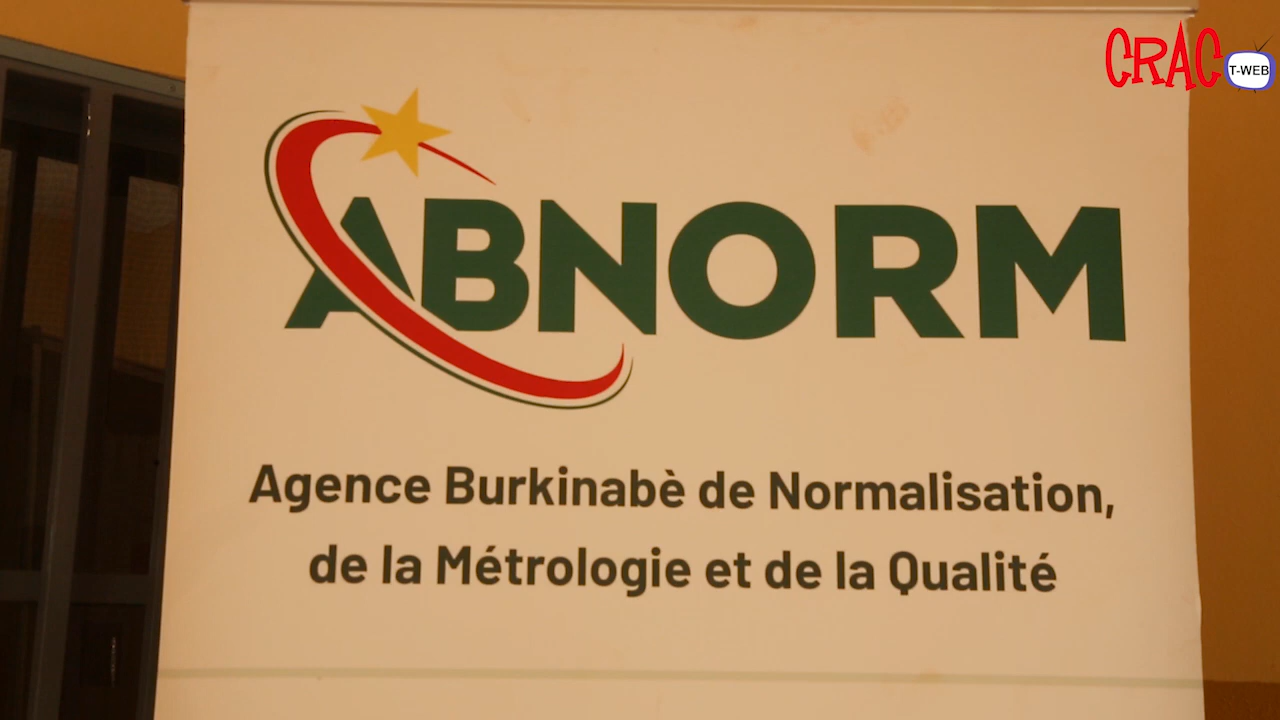 CRAC
T-WEB
ABNORM
Agence Burkinabè de Normalisation,
de la Métrologie et de la Qualité